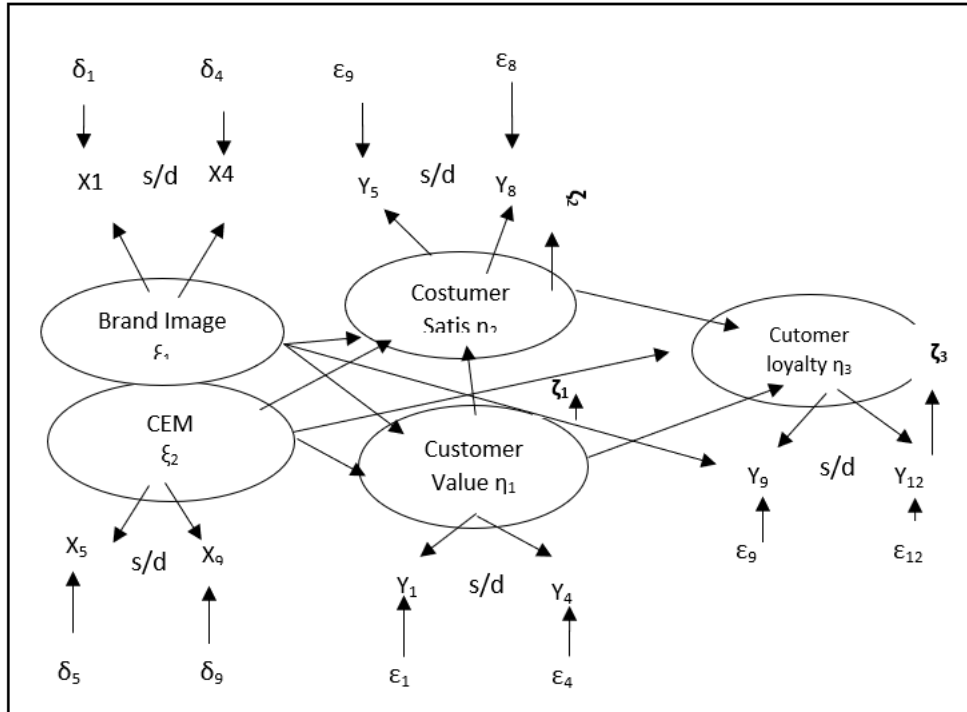 δ₁ δ₄ ε₉ ε₈
X1 s/d X4 Y₅ s/d Y₈ ζ₂
Costumer
Satis η₂
Brand Image
ξ₁
Cutomer
loyalty η₃ ζ₃
ζ₁
CEM
ξ₂
Customer
Value η₁
Y₉ s/d Y₁₂
X₅ s/d X₉
ε₉ ε₁₂
Y₁ s/d Y₄
δ₅ δ₉ ε₁ ε₄